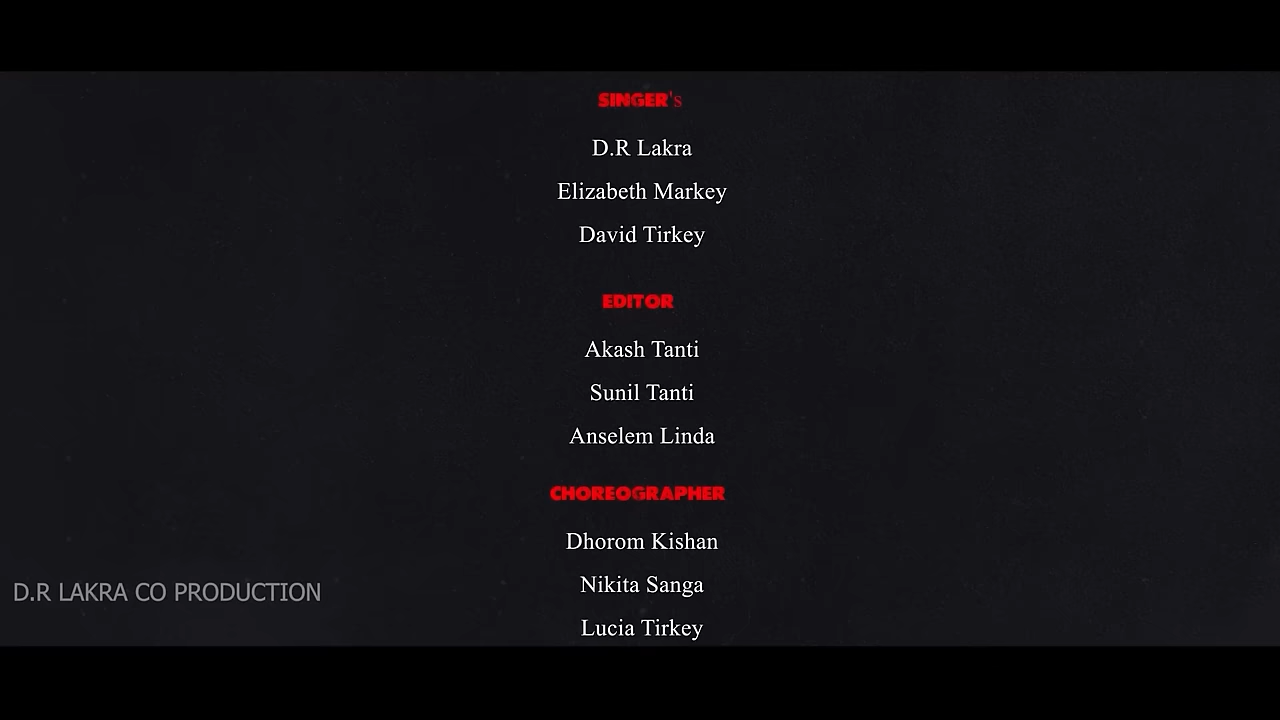 SINGER's
D.R Lakra
Elizabeth Markey
David Tirkey
EDITOR
Akash Tanti
Sunil Tanti
Anselem Linda
CHOREOGRAPHER
Dhorom Kishan
Nikita Sanga
Lucia Tirkey
D.R LAKRA CO PRODUCTION